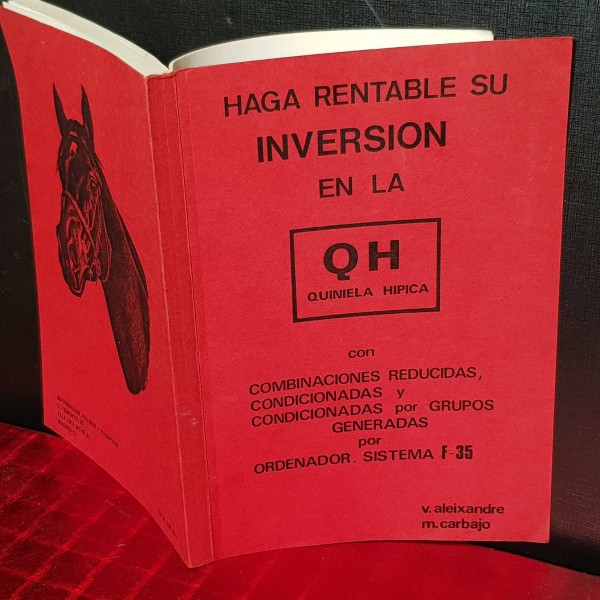 HAGA RENTABLE SU
INVERSION
EN LA
QH
QUINIELA HIPICA
con
COMBINACIONES REDUCIDAS,
CONDICIONADAS y
CONDICIONADAS por GRUPOS
GENERADAS
por
ORDENADOR. SISTEMA F-35
v. aleixandre
m. carbajo